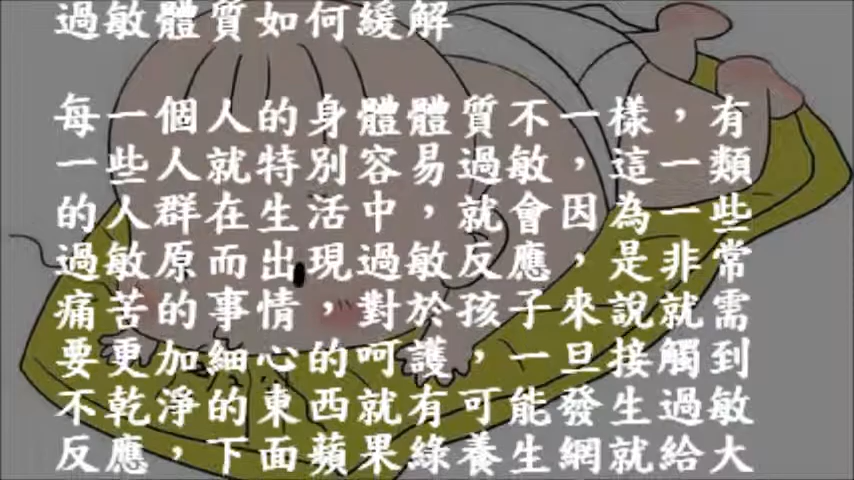 過敏體質如何緩解
每一個人的身體體質不一樣，有
一些人就特別容易過敏，這一類
的人群在生活中，就會因為一些
過敏原而出現過敏反應，是非常
痛苦的事情，對於孩子來說就需
要更加細心的呵護，一旦接觸到
不乾淨的東西就有可能發生過敏
反應，下面蘋果綠養生網就給大